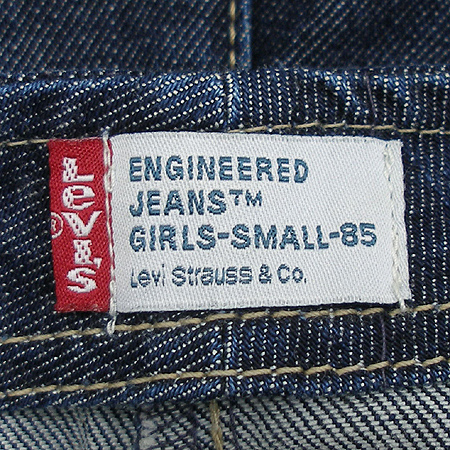 LEVI'S®
ENGINEERED
JEANS™
GIRLS-SMALL-85
Levi Strauss & Co.